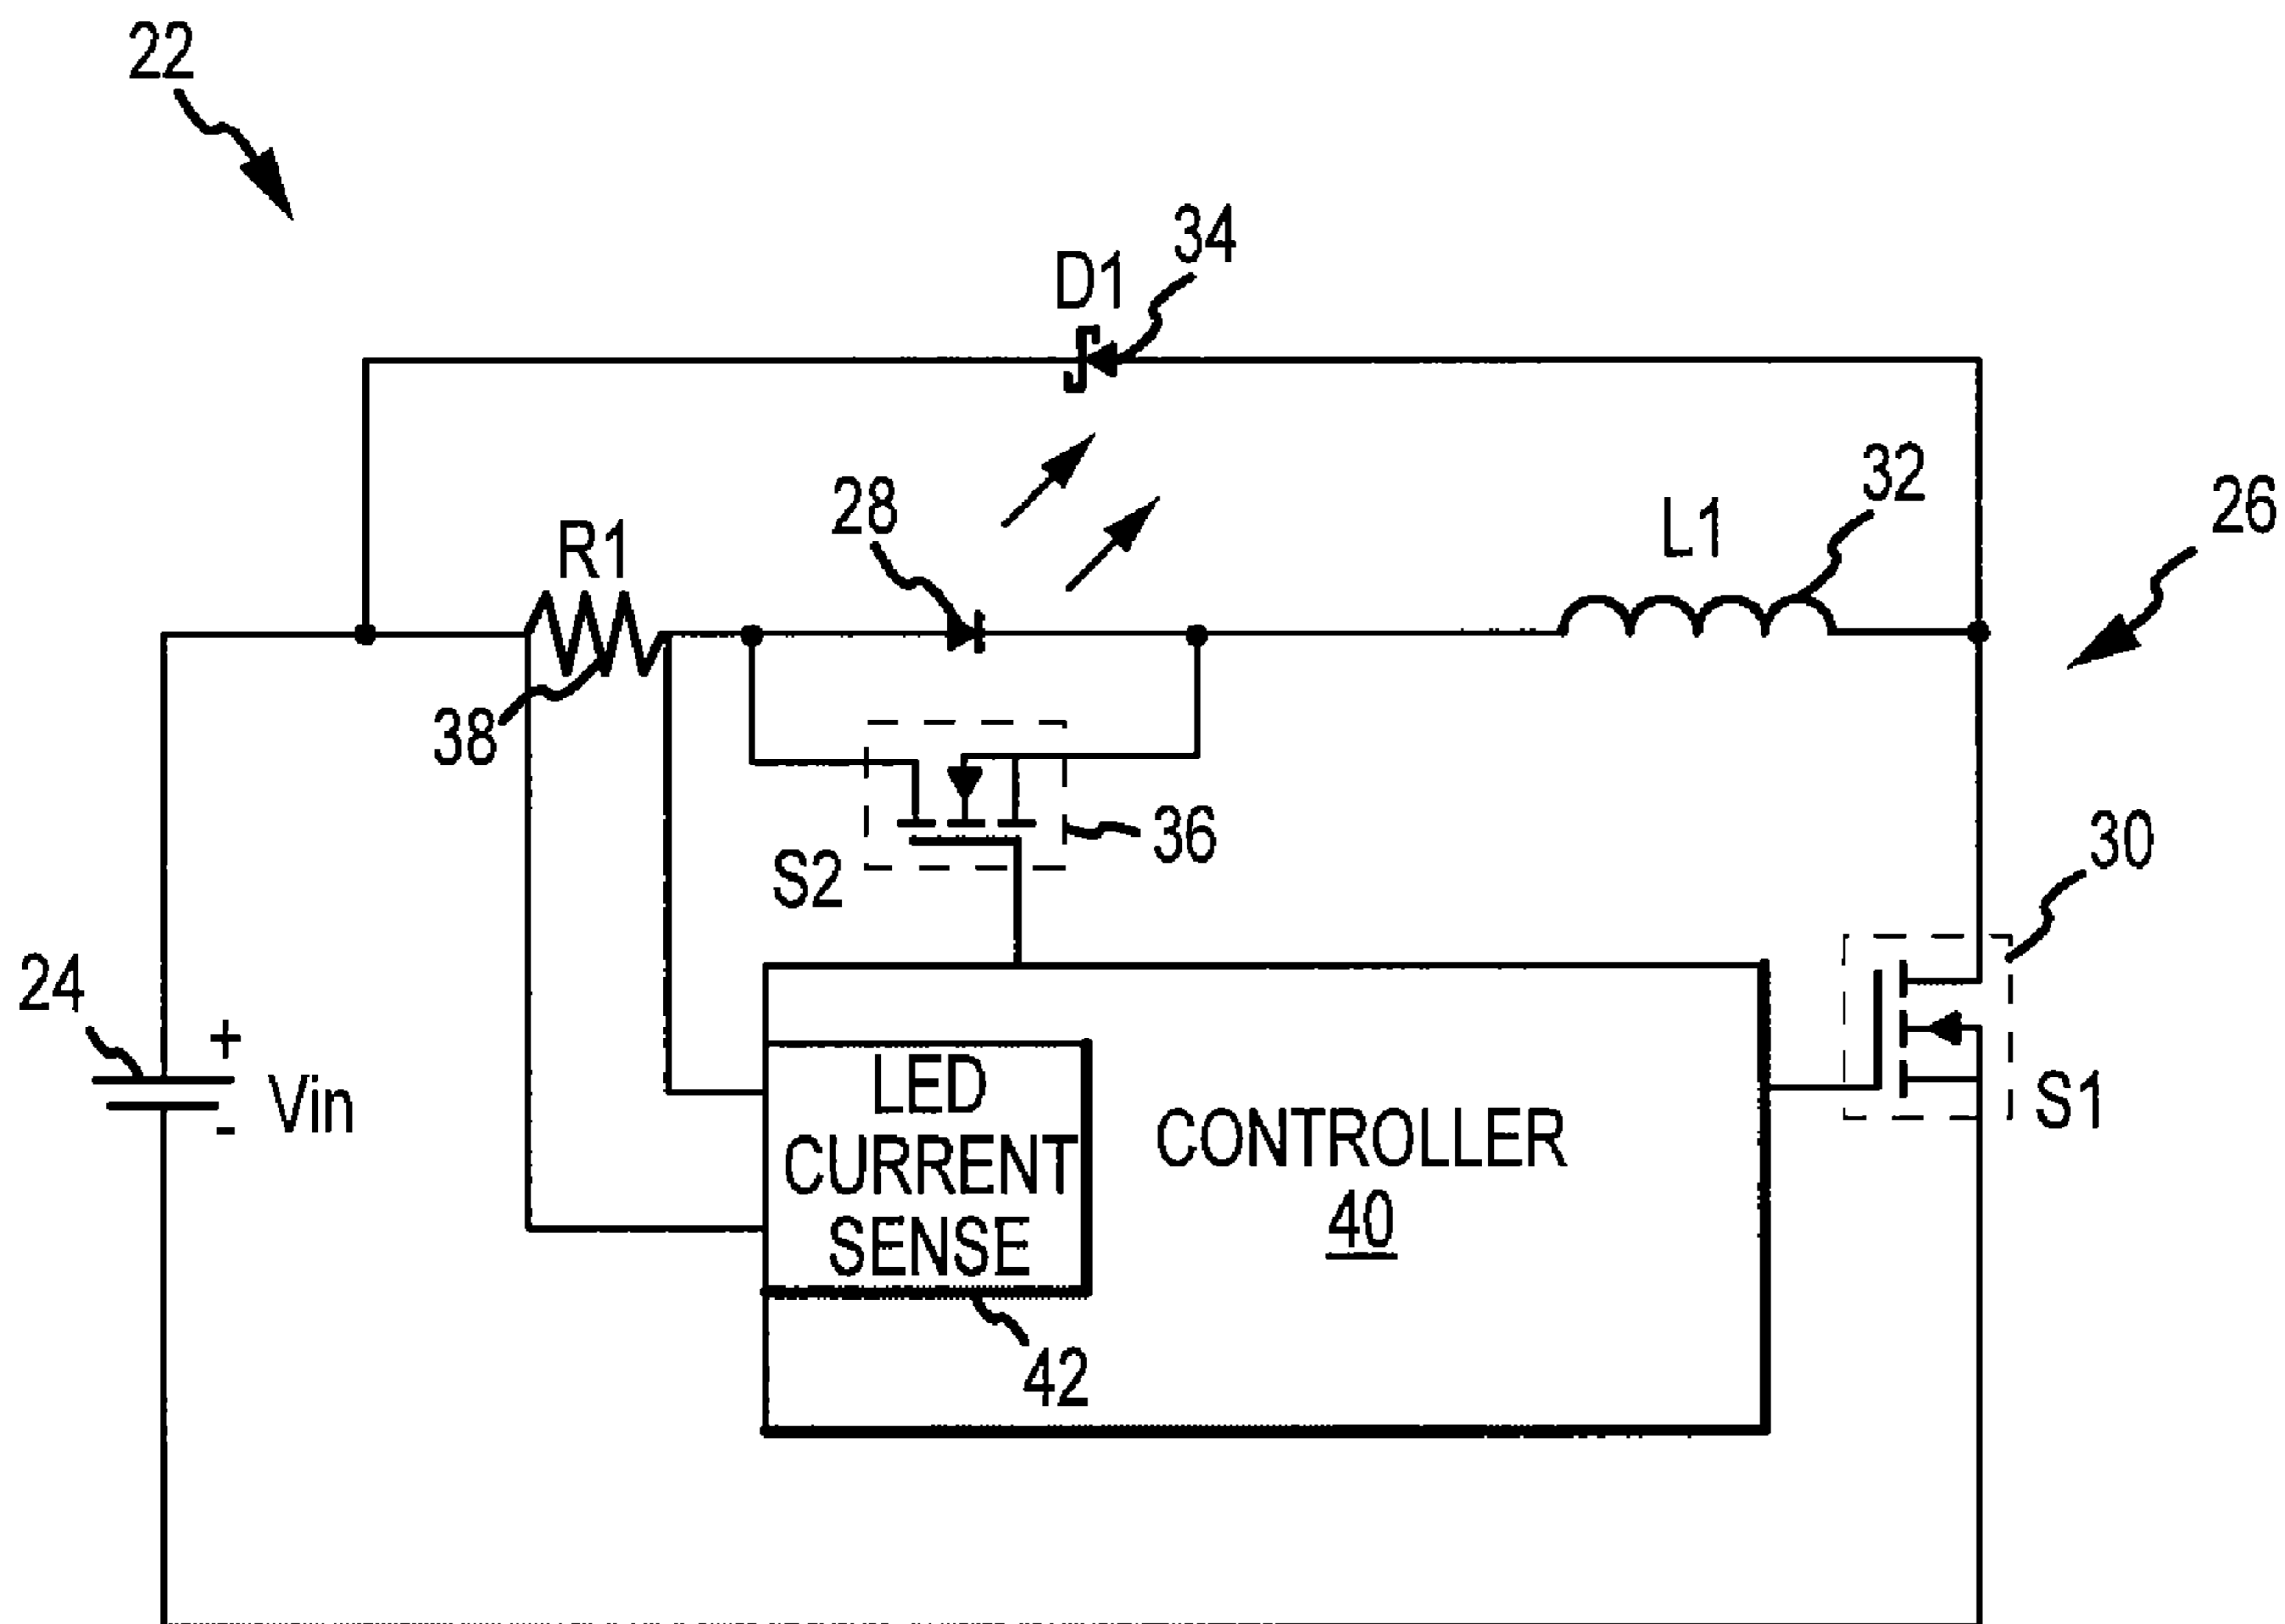 22
34
D1
32
28
L1
26
R1
38
36
30
S2
24
+
Vin
-
LED
CURRENT
SENSE
CONTROLLER
40
S1
42